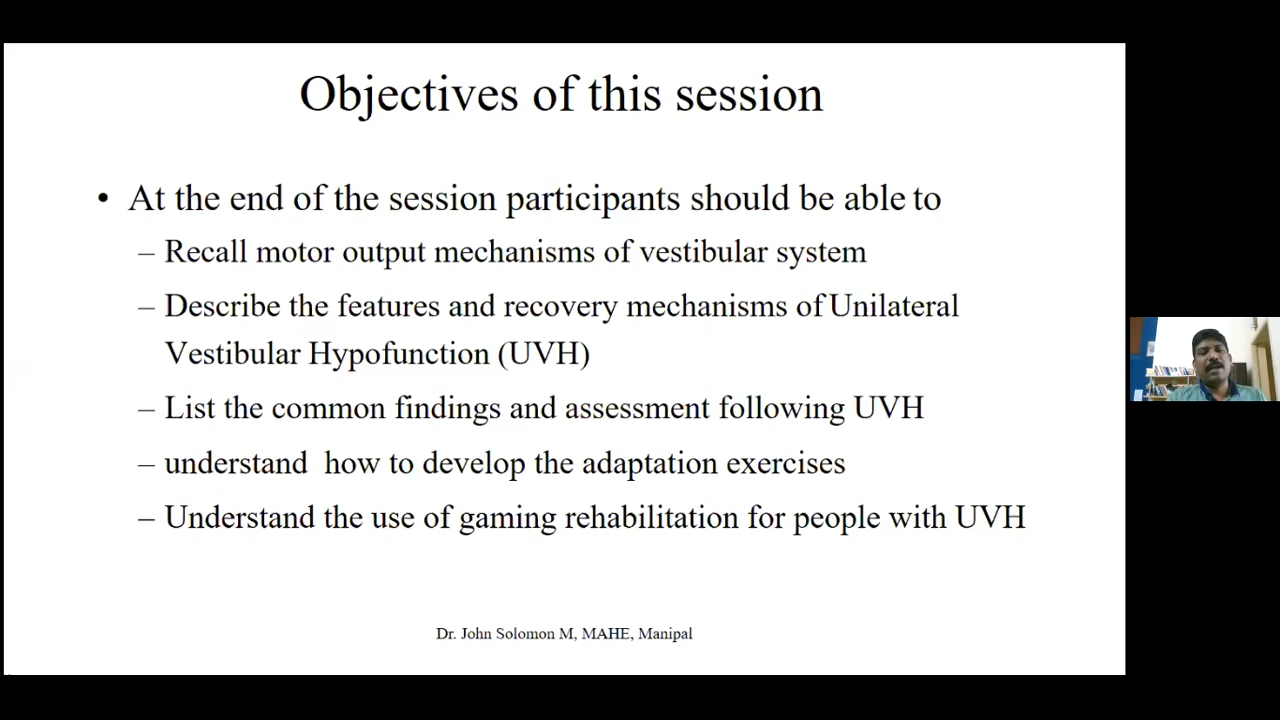 Objectives of this session
• At the end of the session participants should be able to
– Recall motor output mechanisms of vestibular system
– Describe the features and recovery mechanisms of Unilateral
Vestibular Hypofunction (UVH)
– List the common findings and assessment following UVH
– understand how to develop the adaptation exercises
– Understand the use of gaming rehabilitation for people with UVH
Dr. John Solomon M, MAHE, Manipal